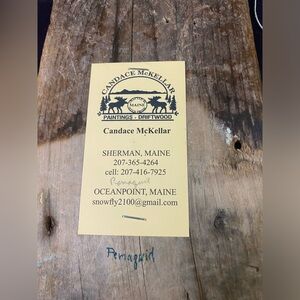 CANDACE McKELLAR
MAINE
PAINTINGS - DRIFTWOOD
Candace McKellar
SHERMAN, MAINE
207-365-4264
cell: 207-416-7925
Pemaquid
OCEANPOINT, MAINE
snowfly2100@gmail.com
Pemaquid